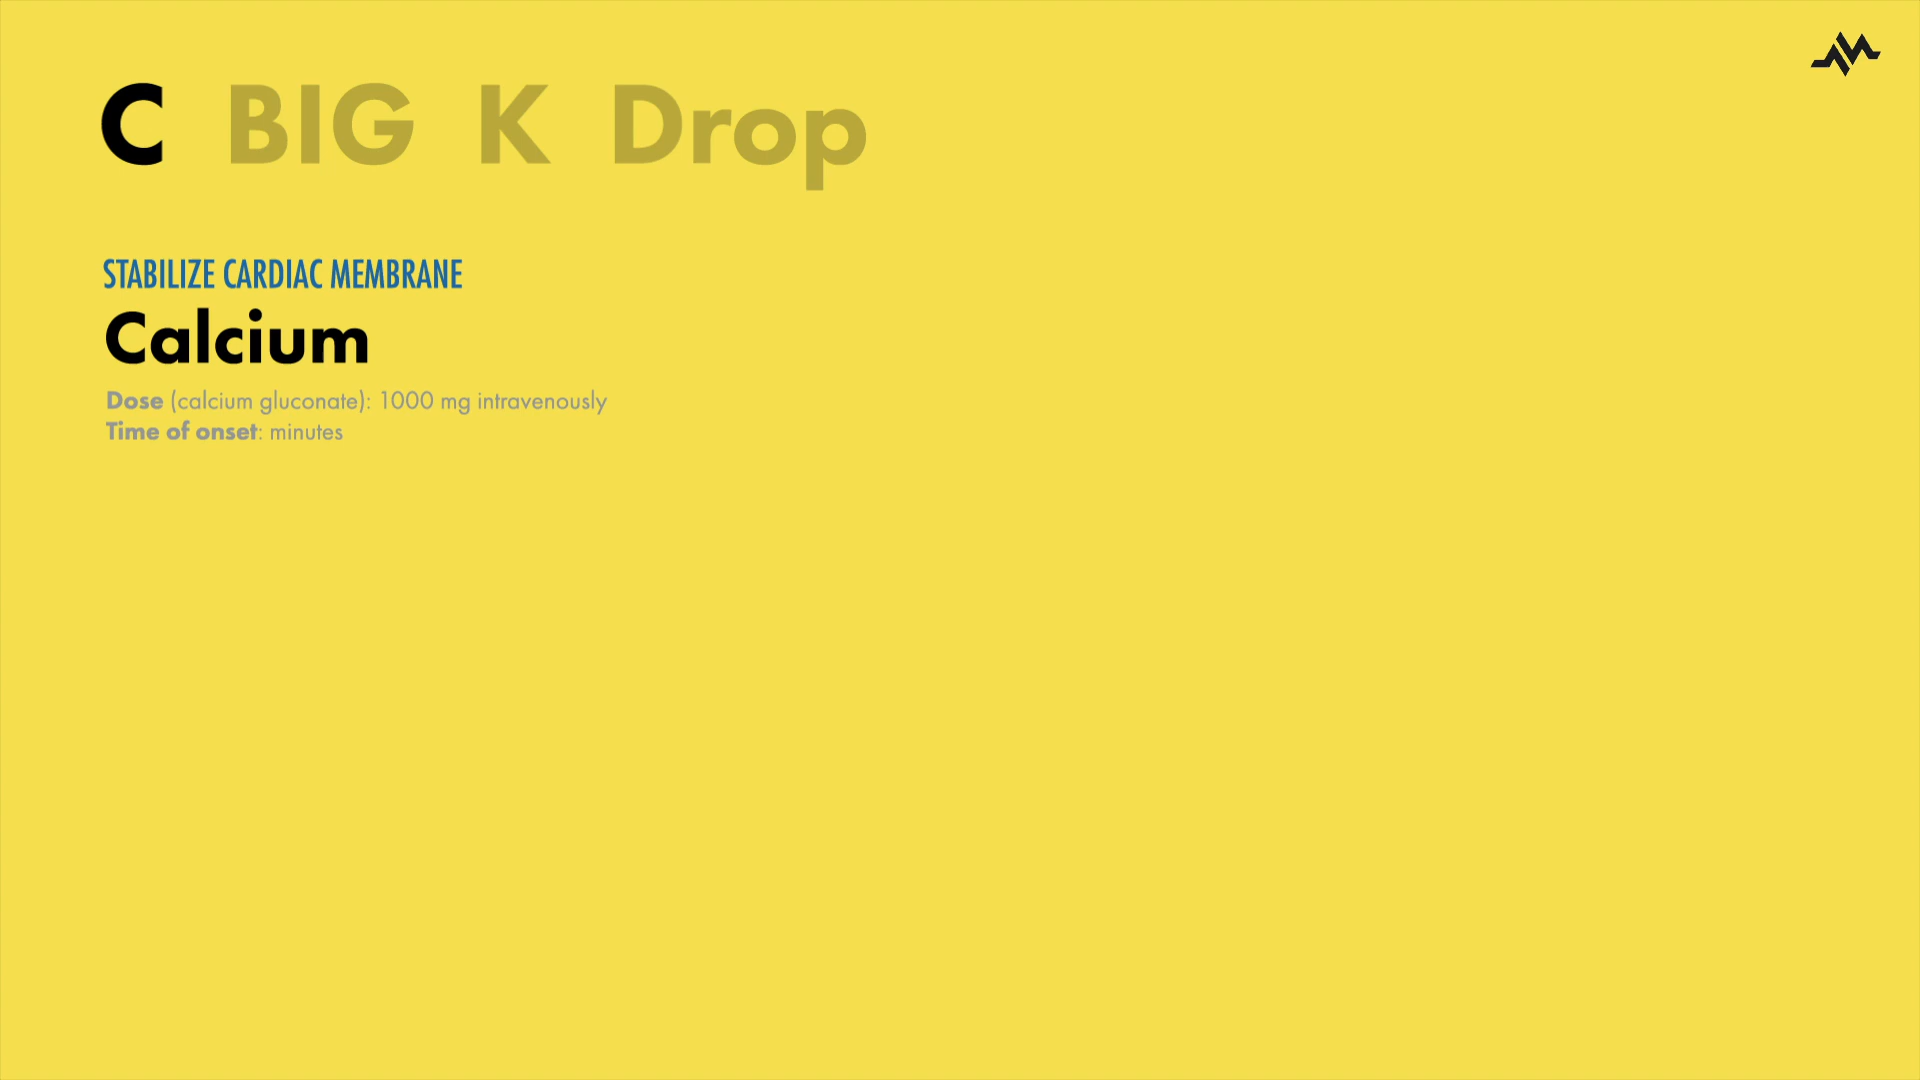 C BIG K Drop
STABILIZE CARDIAC MEMBRANE
Calcium
Dose (calcium gluconate): 1000 mg intravenously
Time of onset: minutes